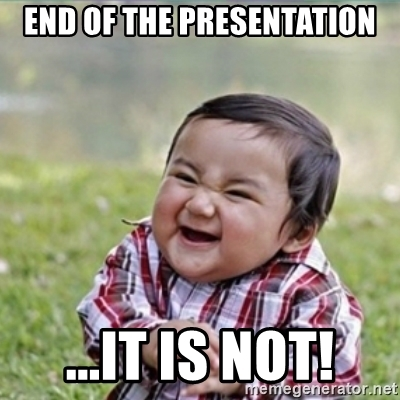 END OF THE PRESENTATION
...IT IS NOT!
memegenerator.net